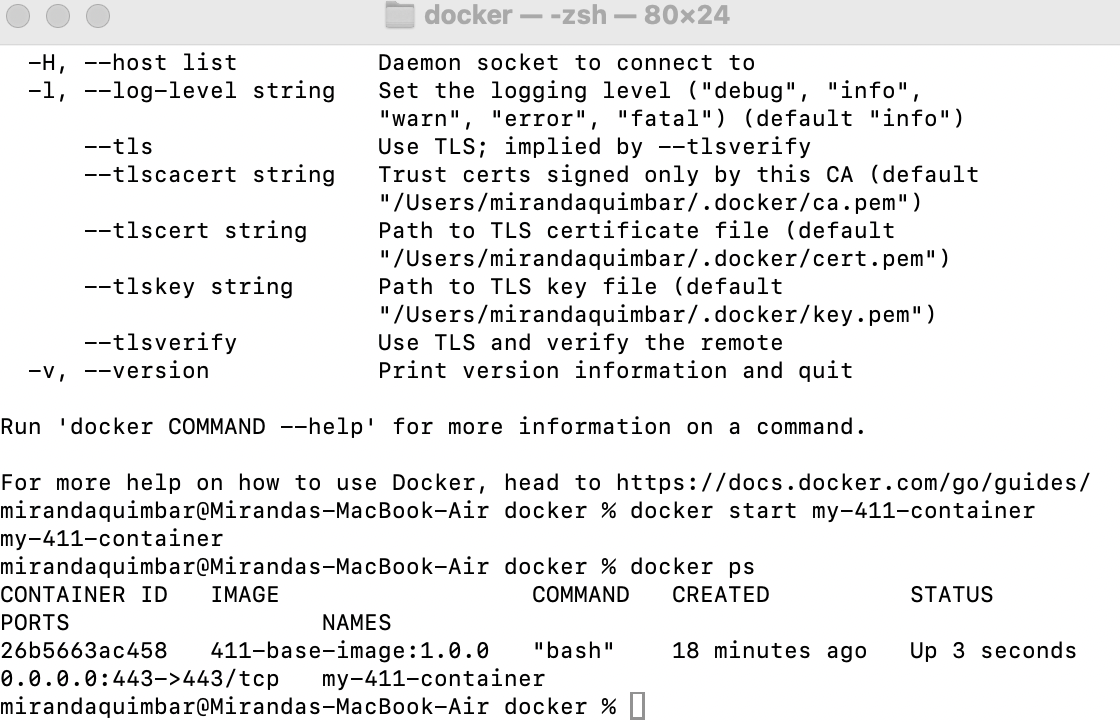 docker — -zsh — 80×24
-H, --host list          Daemon socket to connect to
-l, --log-level string   Set the logging level ("debug", "info",
"warn", "error", "fatal") (default "info")
--tls                Use TLS; implied by --tlsverify
--tlscacert string   Trust certs signed only by this CA (default
"/Users/mirandaquimbar/.docker/ca.pem")
--tlscert string     Path to TLS certificate file (default
"/Users/mirandaquimbar/.docker/cert.pem")
--tlskey string      Path to TLS key file (default
"/Users/mirandaquimbar/.docker/key.pem")
--tlsverify          Use TLS and verify the remote
-v, --version            Print version information and quit
Run 'docker COMMAND --help' for more information on a command.
For more help on how to use Docker, head to https://docs.docker.com/go/guides/
mirandaquimbar@Mirandas-MacBook-Air docker % docker start my-411-container
my-411-container
mirandaquimbar@Mirandas-MacBook-Air docker % docker ps
CONTAINER ID   IMAGE                  COMMAND   CREATED          STATUS
PORTS                  NAMES
26b5663ac458   411-base-image:1.0.0   "bash"    18 minutes ago   Up 3 seconds
0.0.0.0:443->443/tcp   my-411-container
mirandaquimbar@Mirandas-MacBook-Air docker %